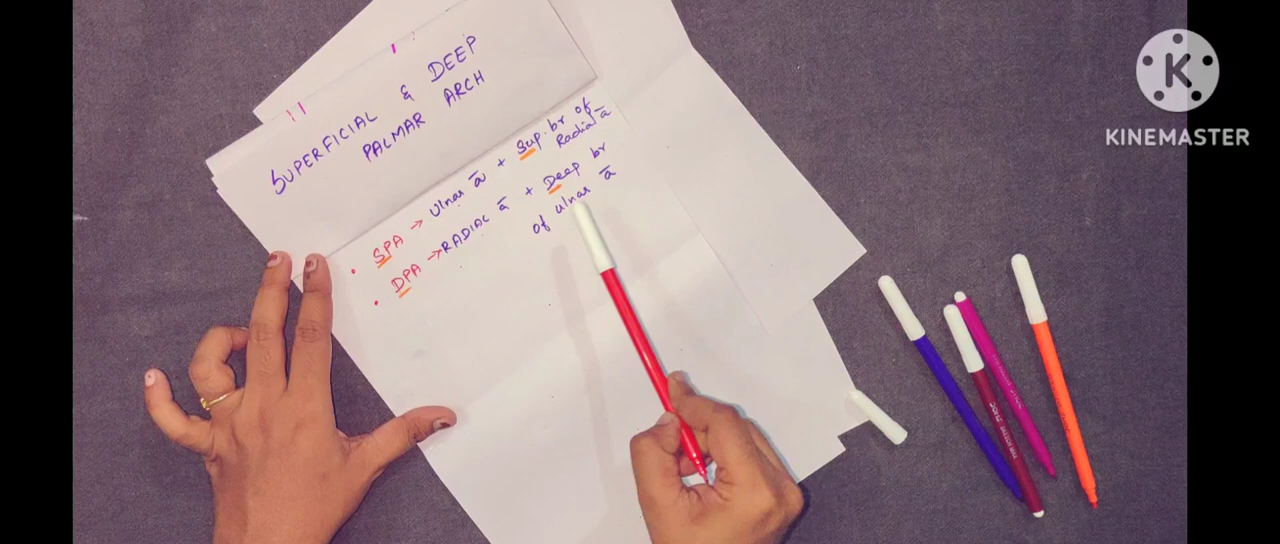 SUPERFICIAL & DEEP
PALMAR ARCH
• SPA → Ulnar ā + Sup. br of
Radial ā
• DPA → RADIAL ā + Deep br
of ulnar ā
K
KINEMASTER